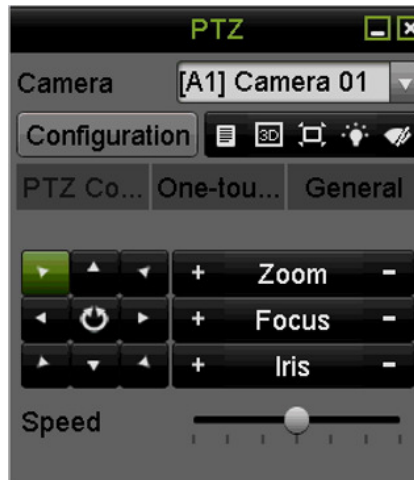 PTZ
Camera [A1] Camera 01
Configuration 3D
PTZ Co... One-tou... General
+ Zoom -
+ Focus -
+ Iris -
Speed